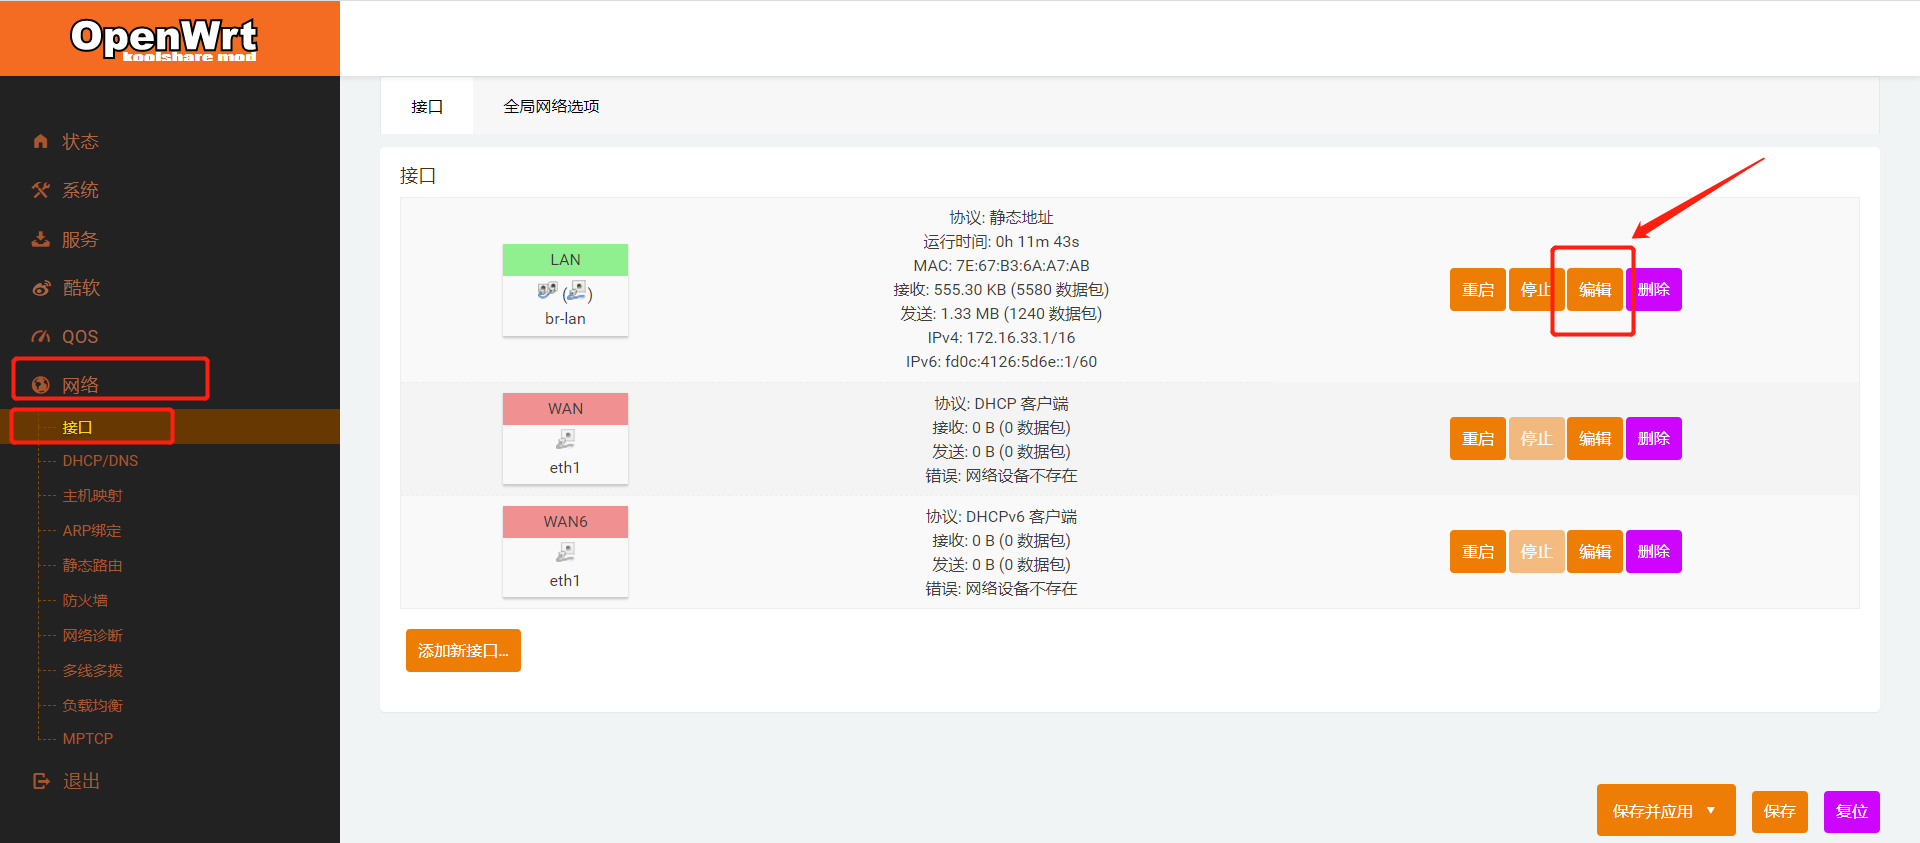 OpenWrt
koolshare mod
状态
系统
服务
酷软
QOS
网络
接口
DHCP/DNS
主机映射
ARP绑定
静态路由
防火墙
网络诊断
多线多拨
负载均衡
MPTCP
退出
接口 全局网络选项
接口
LAN
(
)
br-lan
协议: 静态地址
运行时间: 0h 11m 43s
MAC: 7E:67:B3:6A:A7:AB
接收: 555.30 KB (5580 数据包)
发送: 1.33 MB (1240 数据包)
IPv4: 172.16.33.1/16
IPv6: fd0c:4126:5d6e::1/60
重启 停止 编辑 删除
WAN
eth1
协议: DHCP 客户端
接收: 0 B (0 数据包)
发送: 0 B (0 数据包)
错误: 网络设备不存在
重启 停止 编辑 删除
WAN6
eth1
协议: DHCPv6 客户端
接收: 0 B (0 数据包)
发送: 0 B (0 数据包)
错误: 网络设备不存在
重启 停止 编辑 删除
添加新接口...
保存并应用 保存 复位